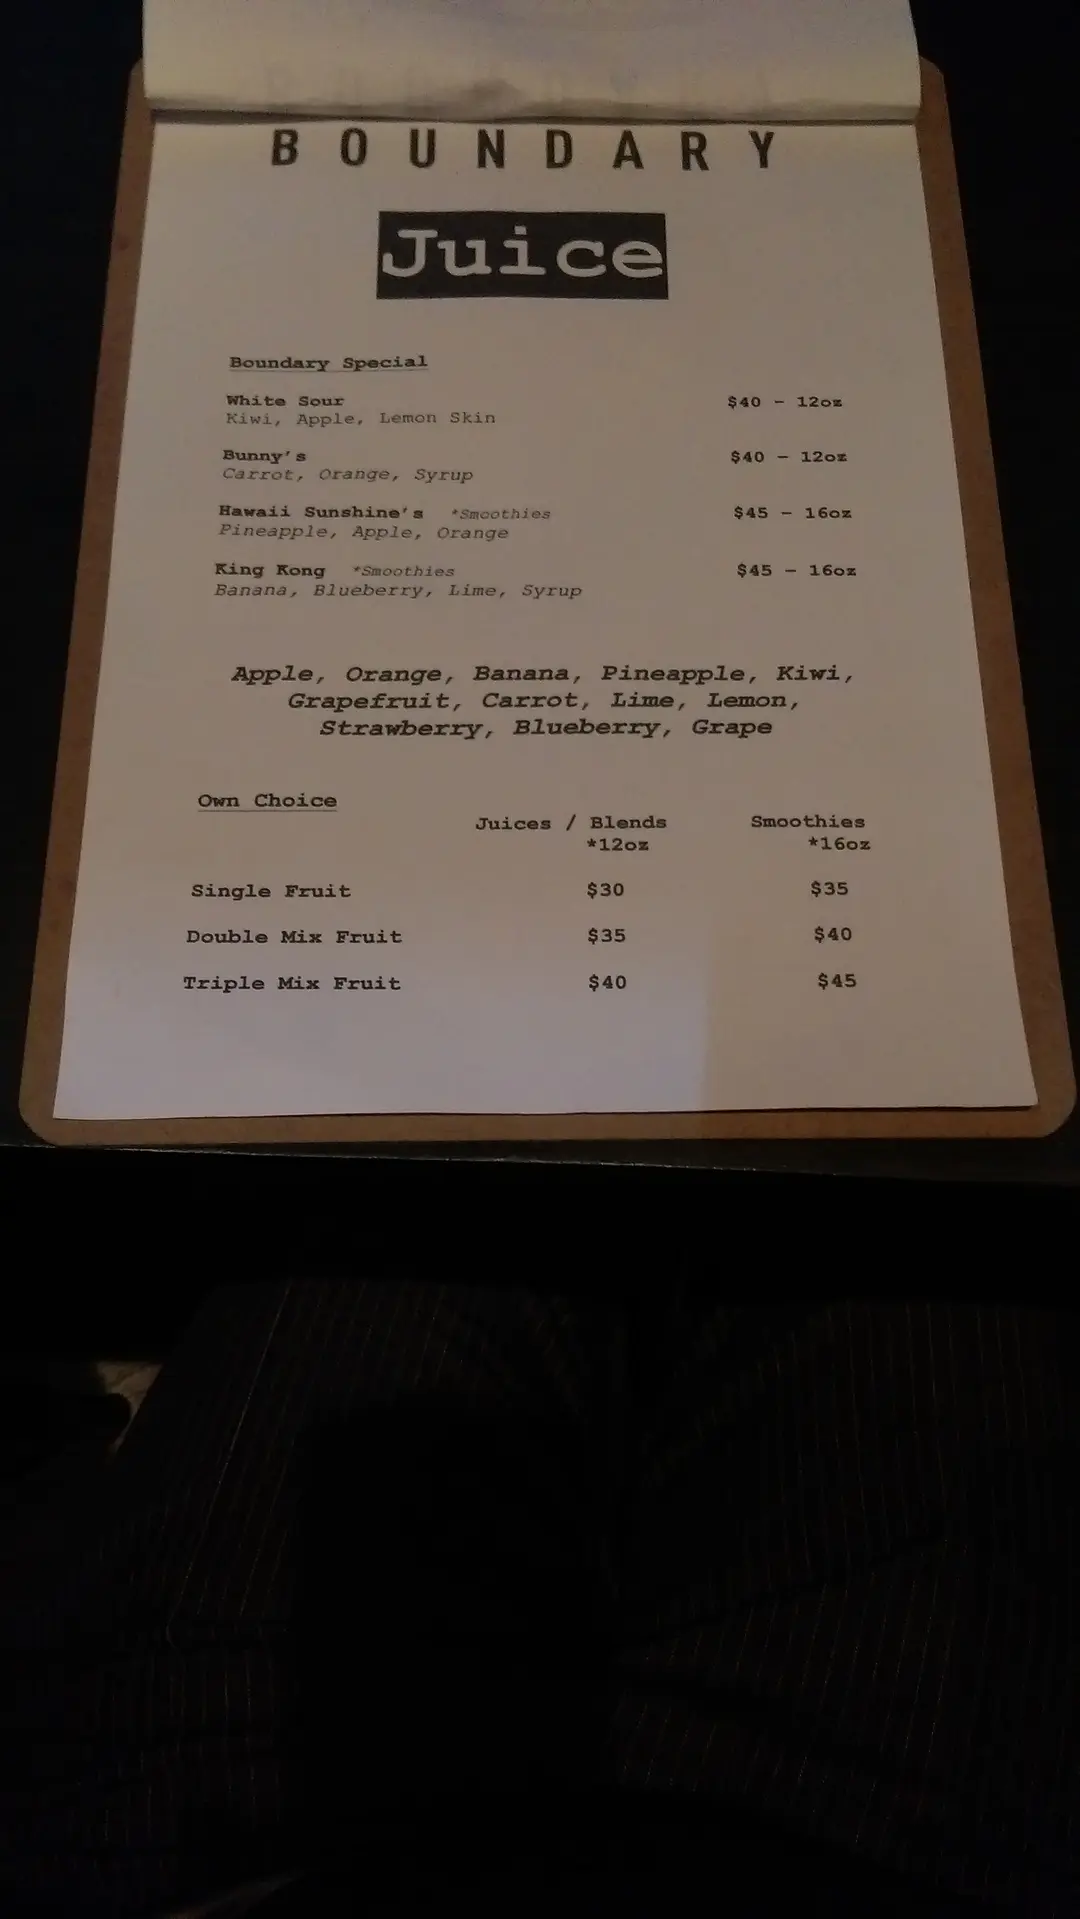 BOUNDARY
Juice
Boundary Special
White Sour $40 - 12oz
Kiwi, Apple, Lemon Skin
Bunny's $40 - 12oz
Carrot, Orange, Syrup
Hawaii Sunshine's *Smoothies $45 - 16oz
Pineapple, Apple, Orange
King Kong *Smoothies $45 - 16oz
Banana, Blueberry, Lime, Syrup
Apple, Orange, Banana, Pineapple, Kiwi,
Grapefruit, Carrot, Lime, Lemon,
Strawberry, Blueberry, Grape
Own Choice
Juices / Blends Smoothies
*12oz *16oz
Single Fruit $30 $35
Double Mix Fruit $35 $40
Triple Mix Fruit $40 $45